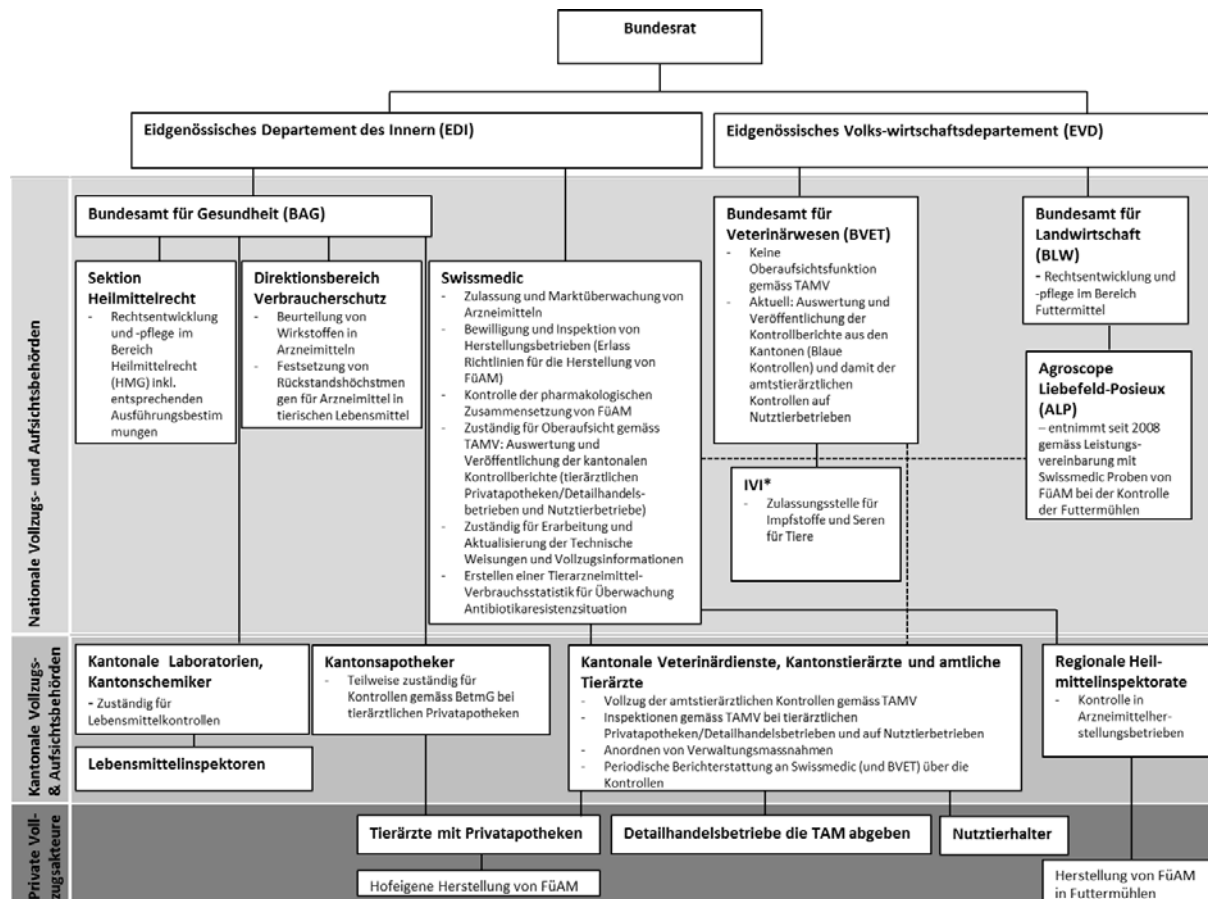 Bundesrat
Eidgenössisches Departement des Innern (EDI)
Eidgenössisches Volks-wirtschaftsdepartement (EVD)
Nationale Vollzugs- und Aufsichtsbehörden
Bundesamt für Gesundheit (BAG)
Sektion
Heilmittelrecht
- Rechtsentwicklung
und -pflege im
Bereich
Heilmittelrecht
(HMG) inkl.
entsprechenden
Ausführungsbestim
mungen
Direktionsbereich
Verbraucherschutz
- Beurteilung von
Wirkstoffen in
Arzneimitteln
- Festsetzung von
Rückstandshöchstmen
gen für Arzneimittel in
tierischen Lebensmittel
Swissmedic
- Zulassung und Marktüberwachung von
Arzneimitteln
- Bewilligung und Inspektion von
Herstellungsbetrieben (Erlass
Richtlinien für die Herstellung von
FüAM)
- Kontrolle der pharmakologischen
Zusammensetzung von FüAM
- Zuständig für Oberaufsicht gemäss
TAMV: Auswertung und
Veröffentlichung der kantonalen
Kontrollberichte (tierärztlichen
Privatapotheken/Detailhandels-
betrieben und Nutztierbetriebe)
- Zuständig für Erarbeitung und
Aktualisierung der Technische
Weisungen und Vollzugsinformationen
- Erstellen einer Tierarzneimittel-
Verbrauchsstatistik für Überwachung
Antibiotikaresistenzsituation
Bundesamt für
Veterinärwesen (BVET)
- Keine
Oberaufsichtsfunktion
gemäss TAMV
- Aktuell: Auswertung und
Veröffentlichung der
Kontrollberichte aus den
Kantonen (Blaue
Kontrollen) und damit der
amtstierärztlichen
Kontrollen auf
Nutztierbetrieben
IVI*
- Zulassungsstelle für
Impfstoffe und Seren
für Tiere
Bundesamt für
Landwirtschaft
(BLW)
- Rechtsentwicklung und
-pflege im Bereich
Futtermittel
Agroscope
Liebefeld-Posieux
(ALP)
– entnimmt seit 2008
gemäss Leistungs-
vereinbarung mit
Swissmedic Proben von
FüAM bei der Kontrolle
der Futtermühlen
Kantonale Vollzugs-
& Aufsichtsbehörden
Kantonale Laboratorien,
Kantonschemiker
- Zuständig für
Lebensmittelkontrollen
Lebensmittelinspektoren
Kantonsapotheker
- Teilweise zuständig für
Kontrollen gemäss BetmG bei
tierärztlichen Privatapotheken
Kantonale Veterinärdienste, Kantonstierärzte und amtliche
Tierärzte
- Vollzug der amtstierärztlichen Kontrollen gemäss TAMV
- Inspektionen gemäss TAMV bei tierärztlichen
Privatapotheken/Detailhandelsbetrieben und auf Nutztierbetrieben
- Anordnen von Verwaltungsmassnahmen
- Periodische Berichterstattung an Swissmedic (und BVET) über die
Kontrollen
Regionale Heil-
mittelinspektorate
- Kontrolle in
Arzneimittelher-
stellungsbetrieben
Private Voll-
zugsakteure
Tierärzte mit Privatapotheken
Hofeigene Herstellung von FüAM
Detailhandelsbetriebe die TAM abgeben
Nutztierhalter
Herstellung von FüAM
in Futtermühlen